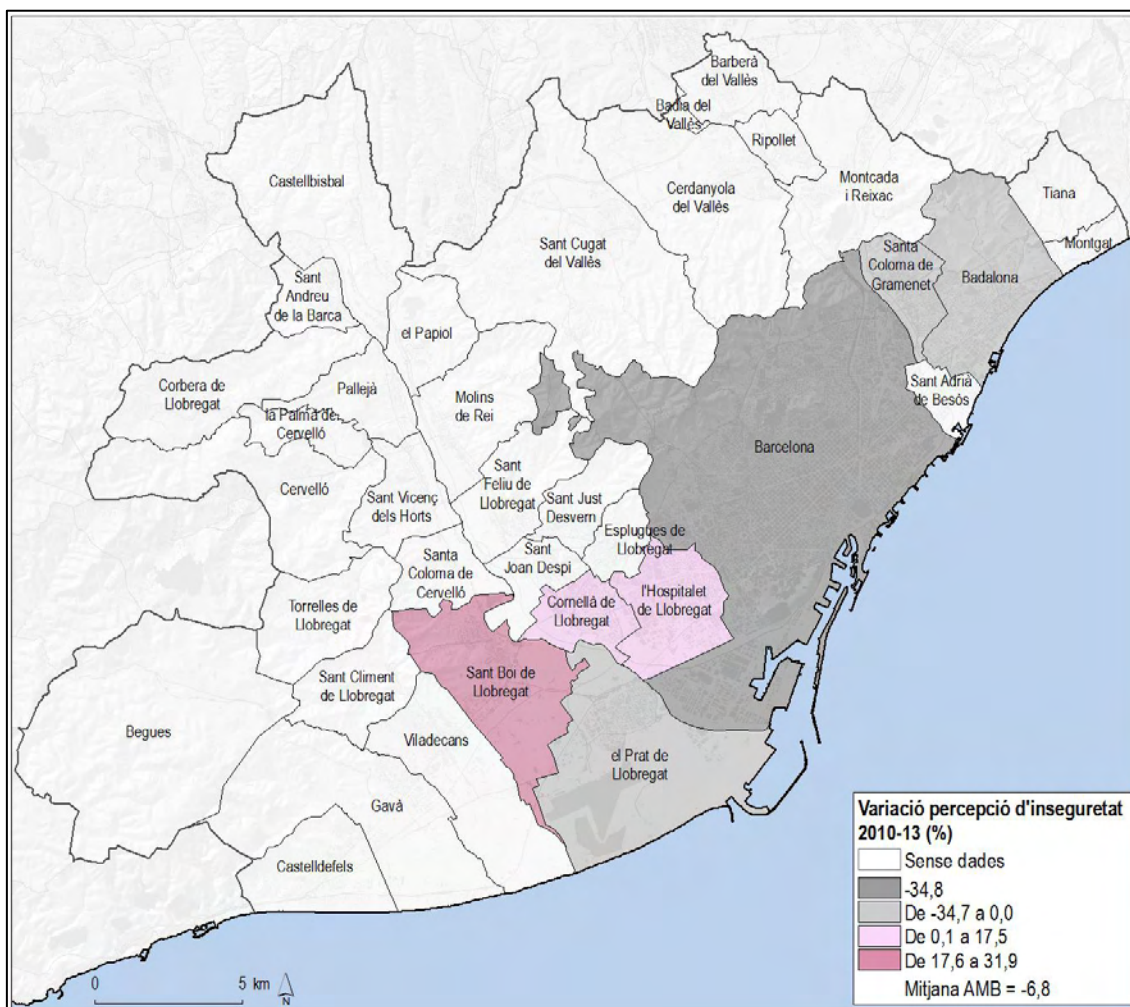 Barberà
del Vallès
Badia del
Vallès
Ripollet
Castellbisbal
Cerdanyola
del Vallès
Montcada
i Reixac
Tiana
Montgat
Sant Cugat
del Vallès
Santa
Coloma de
Gramenet
Badalona
Sant
Andreu
de la Barca
el Papiol
Corbera de
Llobregat
Pallejà
Molins
de Rei
Sant Adrià
de Besòs
la Palma de
Cervelló
Barcelona
Cervelló
Sant Vicenç
dels Horts
Sant
Feliu de
Llobregat
Sant Just
Desvern
Esplugues de
Llobregat
Santa
Coloma de
Cervelló
Sant
Joan Despí
Torrelles de
Llobregat
Cornellà de
Llobregat
l'Hospitalet
de Llobregat
Sant Climent
de Llobregat
Sant Boi de
Llobregat
Begues
Viladecans
el Prat de
Llobregat
Gavà
Castelldefels
Variació percepció d'inseguretat
2010-13 (%)
Sense dades
-34,8
De -34,7 a 0,0
De 0,1 a 17,5
De 17,6 a 31,9
Mitjana AMB = -6,8
0 5 km
N